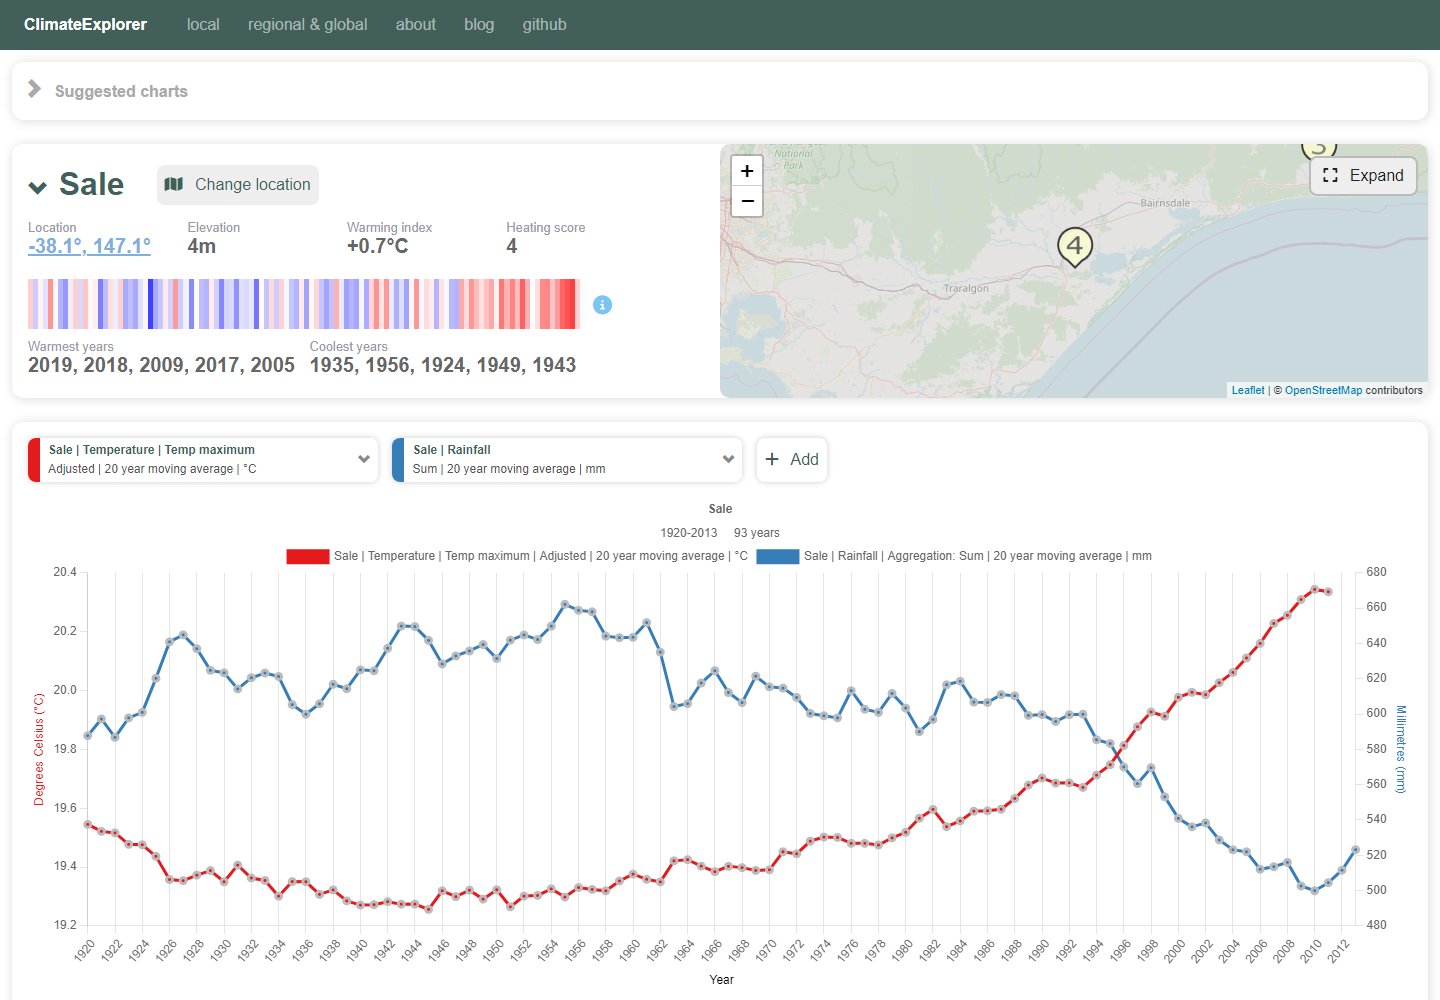 ClimateExplorer local regional & global about blog github
Suggested charts
Sale Change location
Location Elevation Warming index Heating score
-38.1°, 147.1° 4m +0.7°C 4
Warmest years Coolest years
2019, 2018, 2009, 2017, 2005 1935, 1956, 1924, 1949, 1943
National
Park
+
−
3
Expand
Bairnsdale
4
Traralgon
Leaflet | © OpenStreetMap contributors
Sale | Temperature | Temp maximum
Adjusted | 20 year moving average | °C
Sale | Rainfall
Sum | 20 year moving average | mm
+ Add
Sale
1920-2013 93 years
Sale | Temperature | Temp maximum | Adjusted | 20 year moving average | °C
Sale | Rainfall | Aggregation: Sum | 20 year moving average | mm
Degrees Celsius (°C)
20.4
20.2
20.0
19.8
19.6
19.4
19.2
680
660
640
620
600
580
560
540
520
500
480
Millimetres (mm)
1920 1922 1924 1926 1928 1930 1932 1934 1936 1938 1940 1942 1944 1946 1948 1950 1952 1954 1956 1958 1960 1962 1964 1966 1968 1970 1972 1974 1976 1978 1980 1982 1984 1986 1988 1990 1992 1994 1996 1998 2000 2002 2004 2006 2008 2010 2012
Year